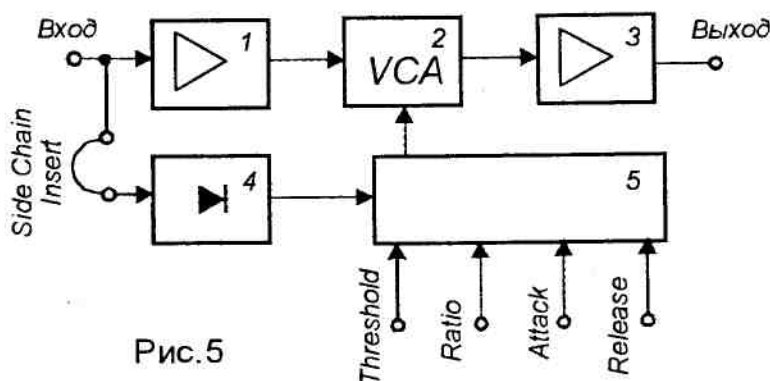 Вход
1
2
3
Выход
VCA
Side Chain
Insert
4
5
Threshold
Ratio
Attack
Release
Рис.5